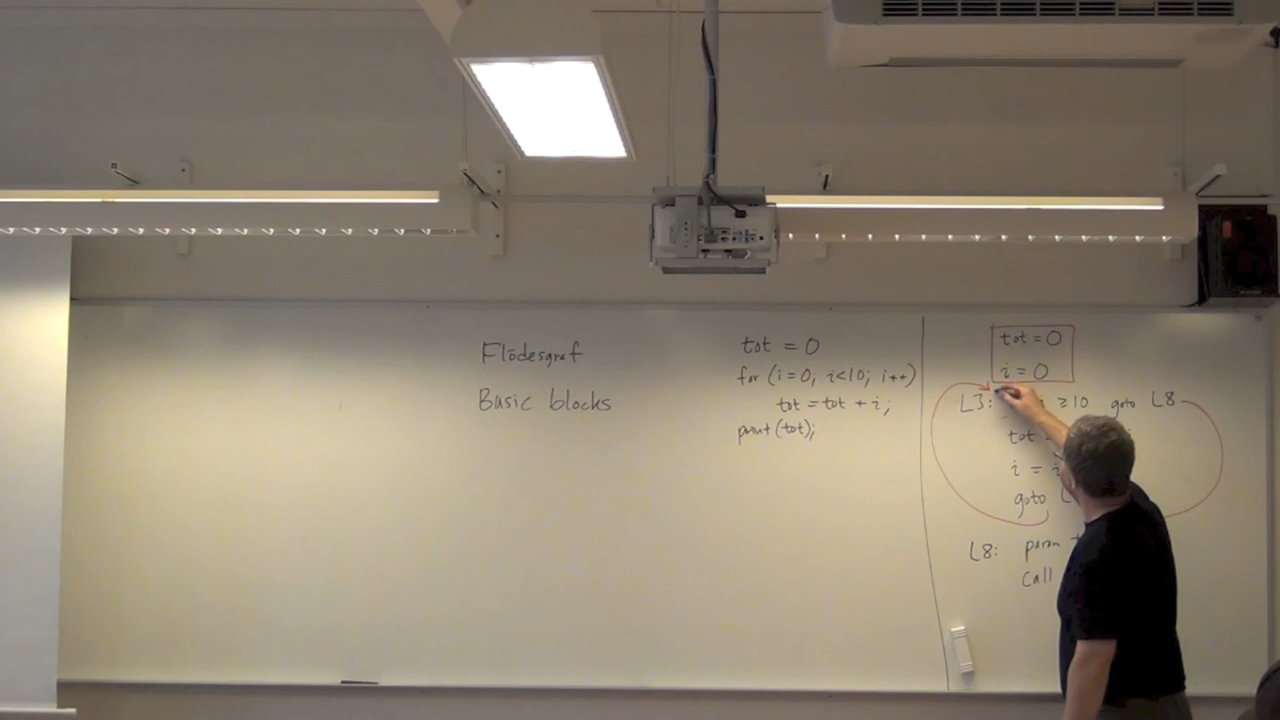 Flödesgraf
Basic blocks
tot = 0
for (i=0; i<10; i++)
tot = tot + i;
print(tot);
tot = 0
i = 0
L3: i ≥ 10 goto L8
tot =
i = i
goto L
L8: param
call